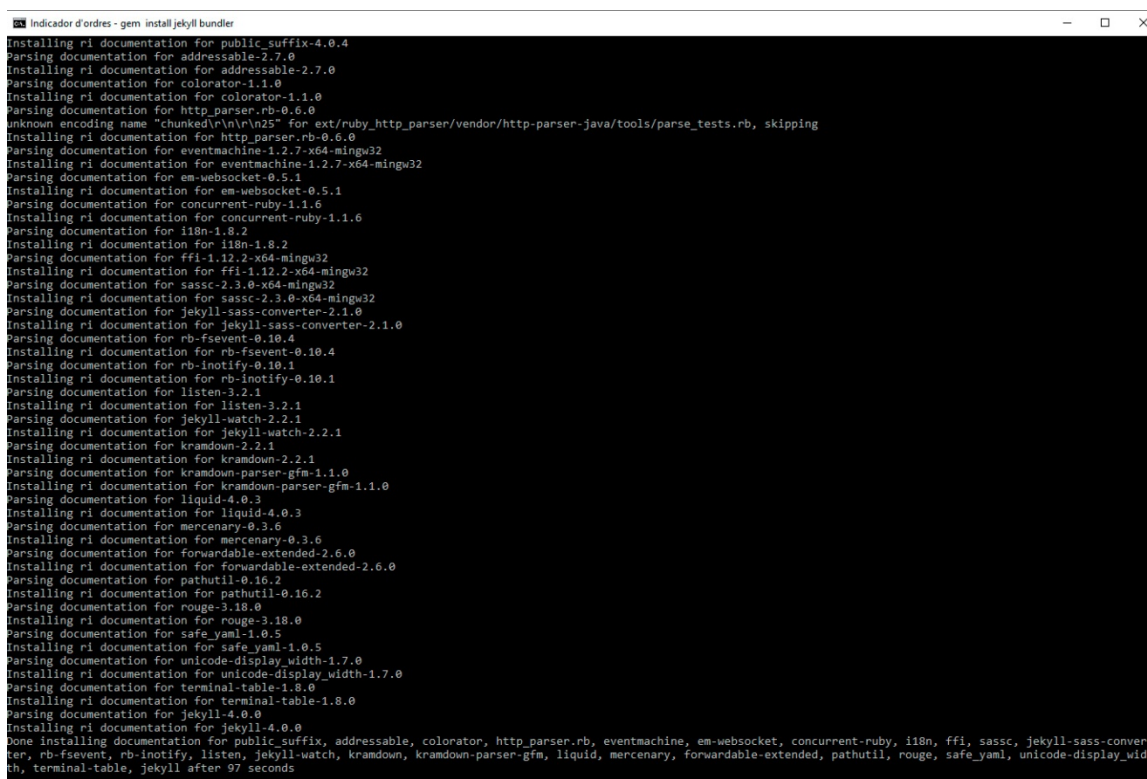 Indicador d'ordres - gem install jekyll bundler
Installing ri documentation for public_suffix-4.0.4
Parsing documentation for addressable-2.7.0
Installing ri documentation for addressable-2.7.0
Parsing documentation for colorator-1.1.0
Installing ri documentation for colorator-1.1.0
Parsing documentation for http_parser.rb-0.6.0
unknown encoding name "chunked\r\n\r\n25" for ext/ruby_http_parser/vendor/http-parser-java/tools/parse_tests.rb, skipping
Installing ri documentation for http_parser.rb-0.6.0
Parsing documentation for eventmachine-1.2.7-x64-mingw32
Installing ri documentation for eventmachine-1.2.7-x64-mingw32
Parsing documentation for em-websocket-0.5.1
Installing ri documentation for em-websocket-0.5.1
Parsing documentation for concurrent-ruby-1.1.6
Installing ri documentation for concurrent-ruby-1.1.6
Parsing documentation for i18n-1.8.2
Installing ri documentation for i18n-1.8.2
Parsing documentation for ffi-1.12.2-x64-mingw32
Installing ri documentation for ffi-1.12.2-x64-mingw32
Parsing documentation for sassc-2.3.0-x64-mingw32
Installing ri documentation for sassc-2.3.0-x64-mingw32
Parsing documentation for jekyll-sass-converter-2.1.0
Installing ri documentation for jekyll-sass-converter-2.1.0
Parsing documentation for rb-fsevent-0.10.4
Installing ri documentation for rb-fsevent-0.10.4
Parsing documentation for rb-inotify-0.10.1
Installing ri documentation for rb-inotify-0.10.1
Parsing documentation for listen-3.2.1
Installing ri documentation for listen-3.2.1
Parsing documentation for jekyll-watch-2.2.1
Installing ri documentation for jekyll-watch-2.2.1
Parsing documentation for kramdown-2.2.1
Installing ri documentation for kramdown-2.2.1
Parsing documentation for kramdown-parser-gfm-1.1.0
Installing ri documentation for kramdown-parser-gfm-1.1.0
Parsing documentation for liquid-4.0.3
Installing ri documentation for liquid-4.0.3
Parsing documentation for mercenary-0.3.6
Installing ri documentation for mercenary-0.3.6
Parsing documentation for forwardable-extended-2.6.0
Installing ri documentation for forwardable-extended-2.6.0
Parsing documentation for pathutil-0.16.2
Installing ri documentation for pathutil-0.16.2
Parsing documentation for rouge-3.18.0
Installing ri documentation for rouge-3.18.0
Parsing documentation for safe_yaml-1.0.5
Installing ri documentation for safe_yaml-1.0.5
Parsing documentation for unicode-display_width-1.7.0
Installing ri documentation for unicode-display_width-1.7.0
Parsing documentation for terminal-table-1.8.0
Installing ri documentation for terminal-table-1.8.0
Parsing documentation for jekyll-4.0.0
Installing ri documentation for jekyll-4.0.0
Done installing documentation for public_suffix, addressable, colorator, http_parser.rb, eventmachine, em-websocket, concurrent-ruby, i18n, ffi, sassc, jekyll-sass-conver
ter, rb-fsevent, rb-inotify, listen, jekyll-watch, kramdown, kramdown-parser-gfm, liquid, mercenary, forwardable-extended, pathutil, rouge, safe_yaml, unicode-display_wid
th, terminal-table, jekyll after 97 seconds